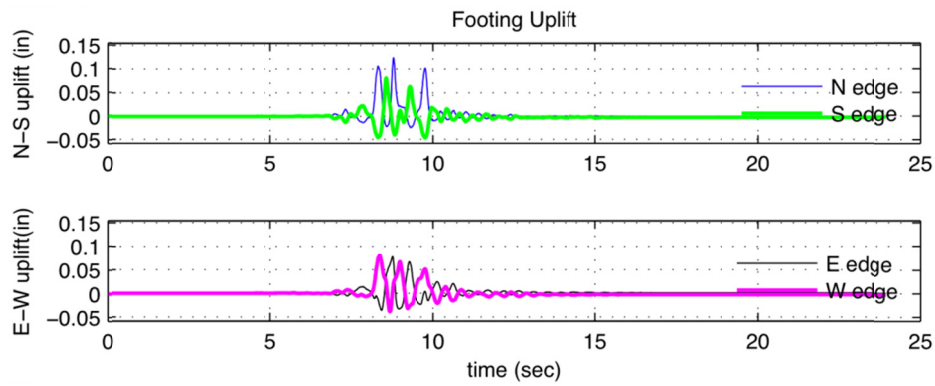 Footing Uplift
N−S uplift (in)
0.15
0.1
0.05
0
−0.05
N edge
S edge
0 5 10 15 20 25
E−W uplift(in)
0.15
0.1
0.05
0
−0.05
E edge
W edge
0 5 10 15 20 25
time (sec)